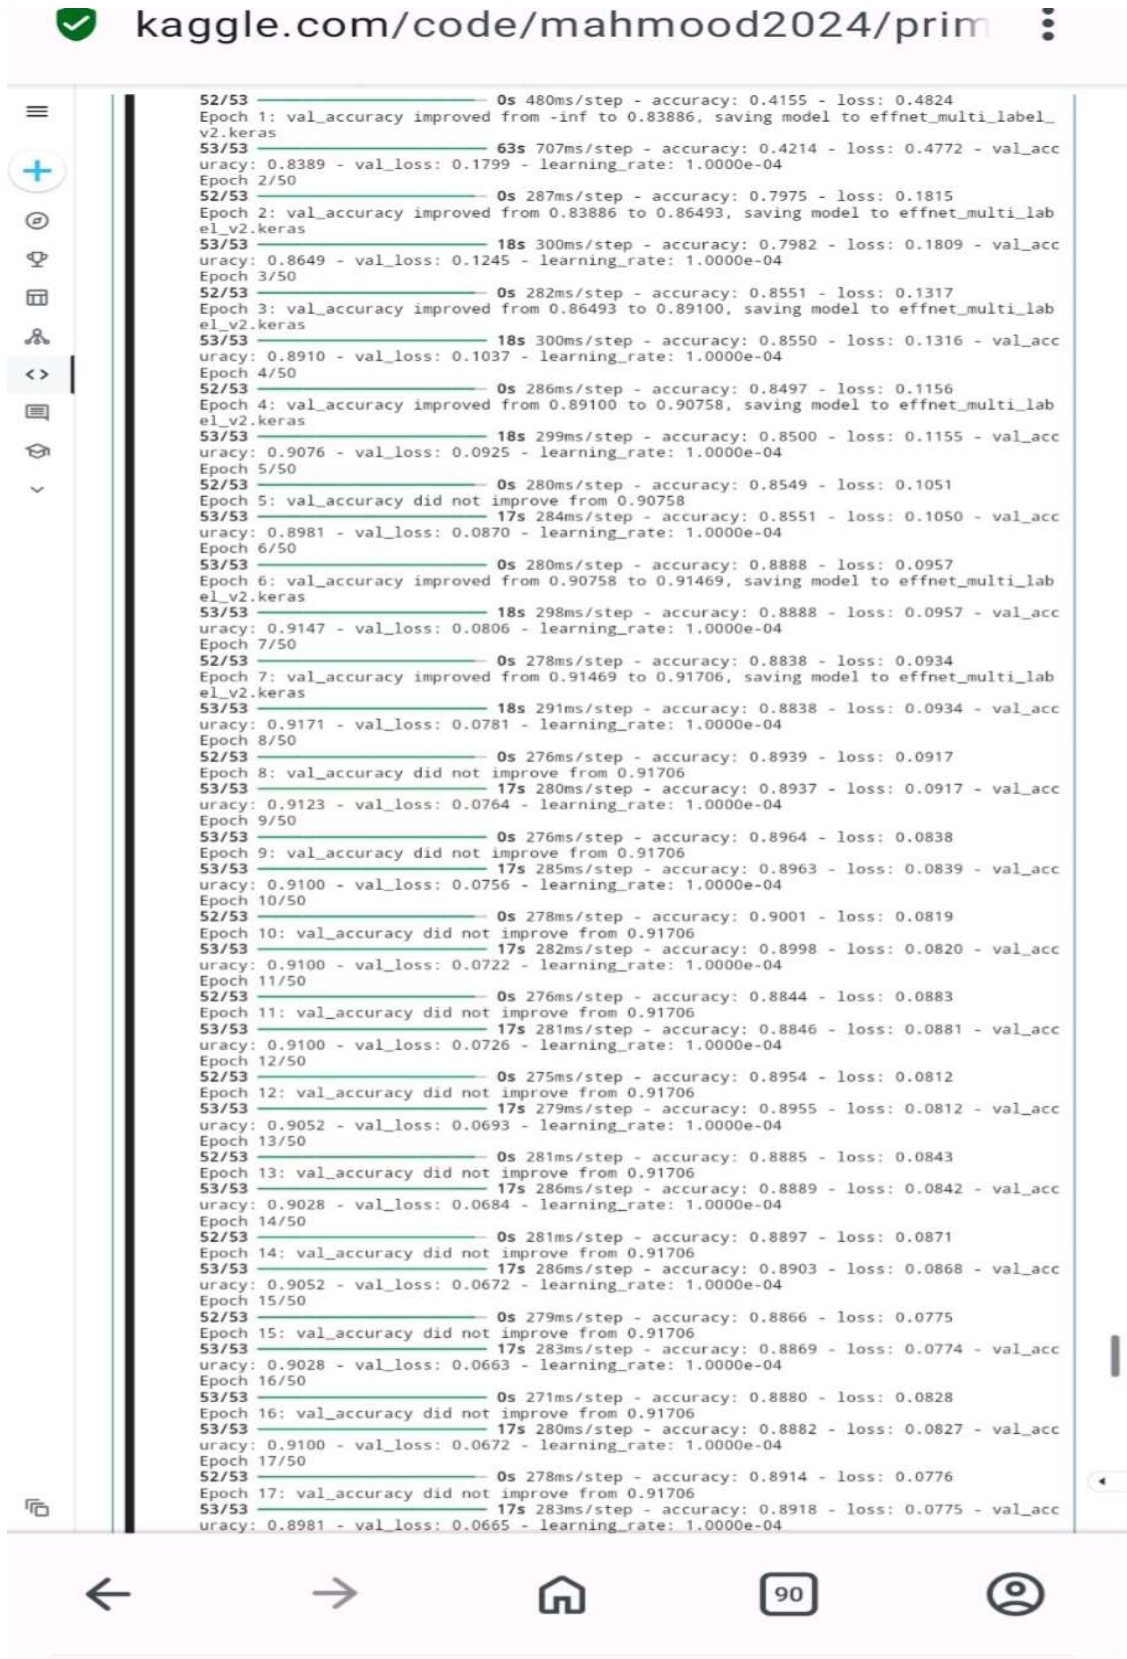 kaggle.com/code/mahmood2024/prim
52/53 0s 480ms/step - accuracy: 0.4155 - loss: 0.4824
Epoch 1: val_accuracy improved from -inf to 0.83886, saving model to effnet_multi_label_
v2.keras
53/53 63s 707ms/step - accuracy: 0.4214 - loss: 0.4772 - val_acc
uracy: 0.8389 - val_loss: 0.1799 - learning_rate: 1.0000e-04
Epoch 2/50
52/53 0s 287ms/step - accuracy: 0.7975 - loss: 0.1815
Epoch 2: val_accuracy improved from 0.83886 to 0.86493, saving model to effnet_multi_lab
el_v2.keras
53/53 18s 300ms/step - accuracy: 0.7982 - loss: 0.1809 - val_acc
uracy: 0.8649 - val_loss: 0.1245 - learning_rate: 1.0000e-04
Epoch 3/50
52/53 0s 282ms/step - accuracy: 0.8551 - loss: 0.1317
Epoch 3: val_accuracy improved from 0.86493 to 0.89100, saving model to effnet_multi_lab
el_v2.keras
53/53 18s 300ms/step - accuracy: 0.8550 - loss: 0.1316 - val_acc
uracy: 0.8910 - val_loss: 0.1037 - learning_rate: 1.0000e-04
Epoch 4/50
52/53 0s 286ms/step - accuracy: 0.8497 - loss: 0.1156
Epoch 4: val_accuracy improved from 0.89100 to 0.90758, saving model to effnet_multi_lab
el_v2.keras
53/53 18s 299ms/step - accuracy: 0.8500 - loss: 0.1155 - val_acc
uracy: 0.9076 - val_loss: 0.0925 - learning_rate: 1.0000e-04
Epoch 5/50
52/53 0s 280ms/step - accuracy: 0.8549 - loss: 0.1051
Epoch 5: val_accuracy did not improve from 0.90758
53/53 17s 284ms/step - accuracy: 0.8551 - loss: 0.1050 - val_acc
uracy: 0.8981 - val_loss: 0.0870 - learning_rate: 1.0000e-04
Epoch 6/50
53/53 0s 280ms/step - accuracy: 0.8888 - loss: 0.0957
Epoch 6: val_accuracy improved from 0.90758 to 0.91469, saving model to effnet_multi_lab
el_v2.keras
53/53 18s 298ms/step - accuracy: 0.8888 - loss: 0.0957 - val_acc
uracy: 0.9147 - val_loss: 0.0806 - learning_rate: 1.0000e-04
Epoch 7/50
52/53 0s 278ms/step - accuracy: 0.8838 - loss: 0.0934
Epoch 7: val_accuracy improved from 0.91469 to 0.91706, saving model to effnet_multi_lab
el_v2.keras
53/53 18s 291ms/step - accuracy: 0.8838 - loss: 0.0934 - val_acc
uracy: 0.9171 - val_loss: 0.0781 - learning_rate: 1.0000e-04
Epoch 8/50
52/53 0s 276ms/step - accuracy: 0.8939 - loss: 0.0917
Epoch 8: val_accuracy did not improve from 0.91706
53/53 17s 280ms/step - accuracy: 0.8937 - loss: 0.0917 - val_acc
uracy: 0.9123 - val_loss: 0.0764 - learning_rate: 1.0000e-04
Epoch 9/50
53/53 0s 276ms/step - accuracy: 0.8964 - loss: 0.0838
Epoch 9: val_accuracy did not improve from 0.91706
53/53 17s 285ms/step - accuracy: 0.8963 - loss: 0.0839 - val_acc
uracy: 0.9100 - val_loss: 0.0756 - learning_rate: 1.0000e-04
Epoch 10/50
52/53 0s 278ms/step - accuracy: 0.9001 - loss: 0.0819
Epoch 10: val_accuracy did not improve from 0.91706
53/53 17s 282ms/step - accuracy: 0.8998 - loss: 0.0820 - val_acc
uracy: 0.9100 - val_loss: 0.0722 - learning_rate: 1.0000e-04
Epoch 11/50
52/53 0s 276ms/step - accuracy: 0.8844 - loss: 0.0883
Epoch 11: val_accuracy did not improve from 0.91706
53/53 17s 281ms/step - accuracy: 0.8846 - loss: 0.0881 - val_acc
uracy: 0.9100 - val_loss: 0.0726 - learning_rate: 1.0000e-04
Epoch 12/50
52/53 0s 275ms/step - accuracy: 0.8954 - loss: 0.0812
Epoch 12: val_accuracy did not improve from 0.91706
53/53 17s 279ms/step - accuracy: 0.8955 - loss: 0.0812 - val_acc
uracy: 0.9052 - val_loss: 0.0693 - learning_rate: 1.0000e-04
Epoch 13/50
52/53 0s 281ms/step - accuracy: 0.8885 - loss: 0.0843
Epoch 13: val_accuracy did not improve from 0.91706
53/53 17s 286ms/step - accuracy: 0.8889 - loss: 0.0842 - val_acc
uracy: 0.9028 - val_loss: 0.0684 - learning_rate: 1.0000e-04
Epoch 14/50
52/53 0s 281ms/step - accuracy: 0.8897 - loss: 0.0871
Epoch 14: val_accuracy did not improve from 0.91706
53/53 17s 286ms/step - accuracy: 0.8903 - loss: 0.0868 - val_acc
uracy: 0.9052 - val_loss: 0.0672 - learning_rate: 1.0000e-04
Epoch 15/50
52/53 0s 279ms/step - accuracy: 0.8866 - loss: 0.0775
Epoch 15: val_accuracy did not improve from 0.91706
53/53 17s 283ms/step - accuracy: 0.8869 - loss: 0.0774 - val_acc
uracy: 0.9028 - val_loss: 0.0663 - learning_rate: 1.0000e-04
Epoch 16/50
53/53 0s 271ms/step - accuracy: 0.8880 - loss: 0.0828
Epoch 16: val_accuracy did not improve from 0.91706
53/53 17s 280ms/step - accuracy: 0.8882 - loss: 0.0827 - val_acc
uracy: 0.9100 - val_loss: 0.0672 - learning_rate: 1.0000e-04
Epoch 17/50
52/53 0s 278ms/step - accuracy: 0.8914 - loss: 0.0776
Epoch 17: val_accuracy did not improve from 0.91706
53/53 17s 283ms/step - accuracy: 0.8918 - loss: 0.0775 - val_acc
uracy: 0.8981 - val_loss: 0.0665 - learning_rate: 1.0000e-04
90